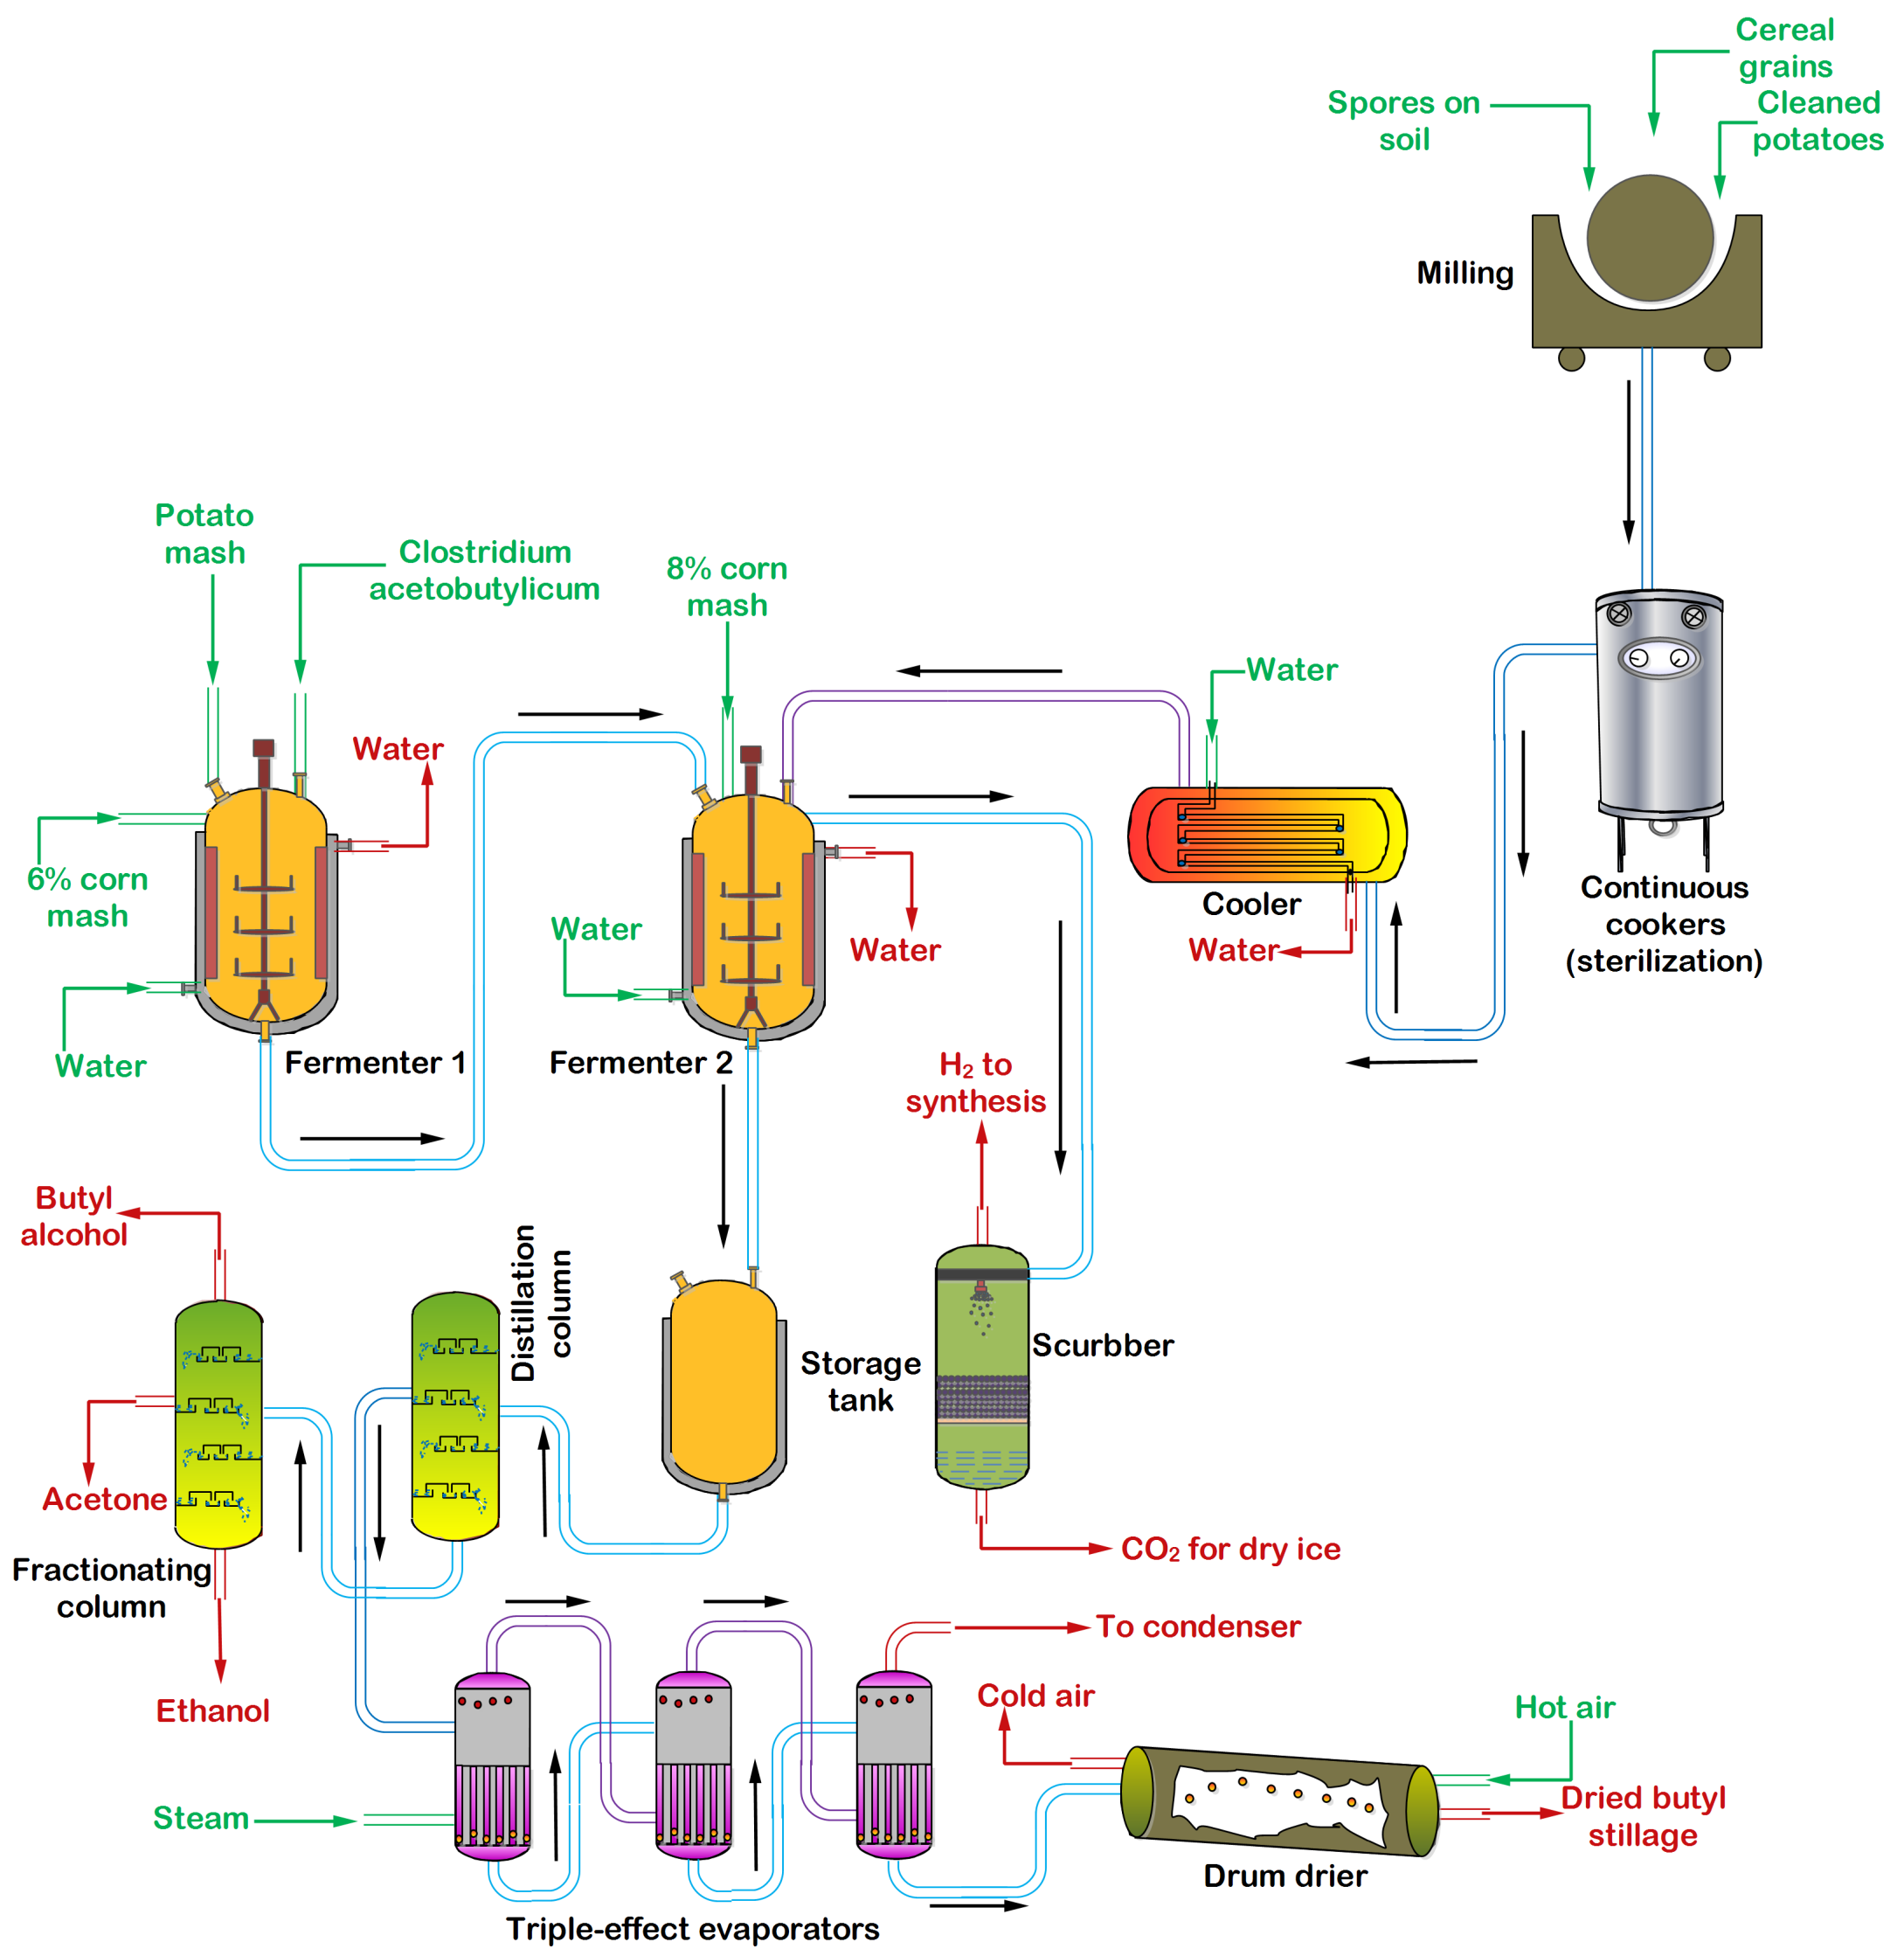 Cereal
grains
Spores on
soil
Cleaned
potatoes
Milling
Potato
mash
Clostridium
acetobutylicum
8% corn
mash
Water
Water
6% corn
mash
Water
Water
Water
Cooler
Water
Continuous
cookers
(sterilization)
Water
Fermenter 1
Fermenter 2
H₂ to
synthesis
Butyl
alcohol
Distillation
column
Scurbber
Storage
tank
Acetone
CO₂ for dry ice
Fractionating
column
To condenser
Ethanol
Cold air
Hot air
Steam
Dried butyl
stillage
Drum drier
Triple-effect evaporators